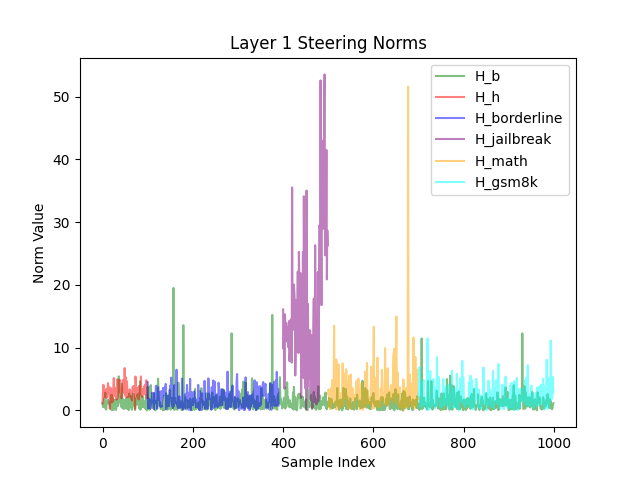 Layer 1 Steering Norms
Norm Value
50
40
30
20
10
0
0 200 400 600 800 1000
Sample Index
H_b
H_h
H_borderline
H_jailbreak
H_math
H_gsm8k